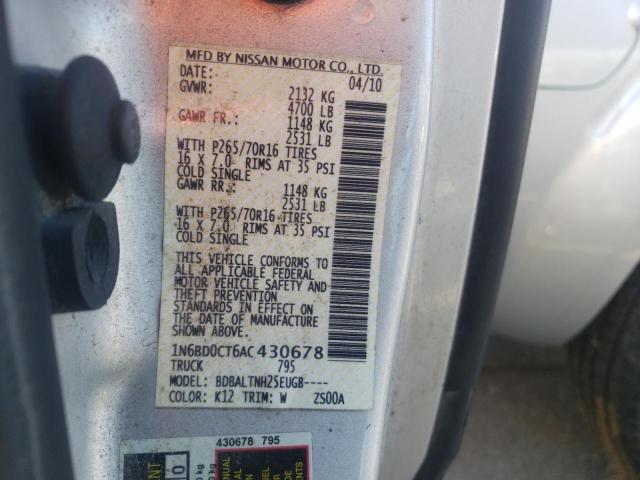 MFD BY NISSAN MOTOR CO., LTD.
DATE: 04/10
GVWR: 2132 KG
4700 LB
GAWR FR.: 1148 KG
2531 LB
WITH P265/70R16 TIRES
16 X 7.0 RIMS AT 35 PSI
COLD SINGLE
GAWR RR.: 1148 KG
2531 LB
WITH P265/70R16 TIRES
16 X 7.0 RIMS AT 35 PSI
COLD SINGLE
THIS VEHICLE CONFORMS TO
ALL APPLICABLE FEDERAL
MOTOR VEHICLE SAFETY AND
THEFT PREVENTION
STANDARDS IN EFFECT ON
THE DATE OF MANUFACTURE
SHOWN ABOVE.
1N6BD0CT6AC430678
TRUCK 795
MODEL: BDBALTNH25EUGB----
COLOR: K12 TRIM: W ZS00A
430678 795